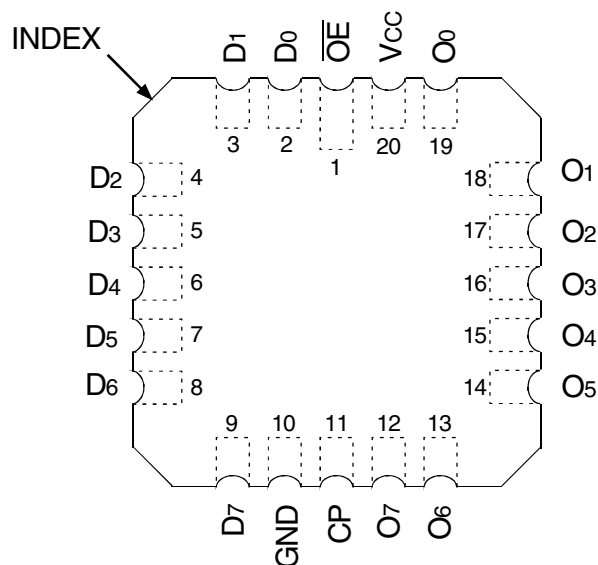 INDEX
D1 D0 O̅E̅ VCC O0
3 2 1 20 19
D2 4 18 O1
D3 5 17 O2
D4 6 16 O3
D5 7 15 O4
D6 8 14 O5
9 10 11 12 13
D7 GND CP O7 O6